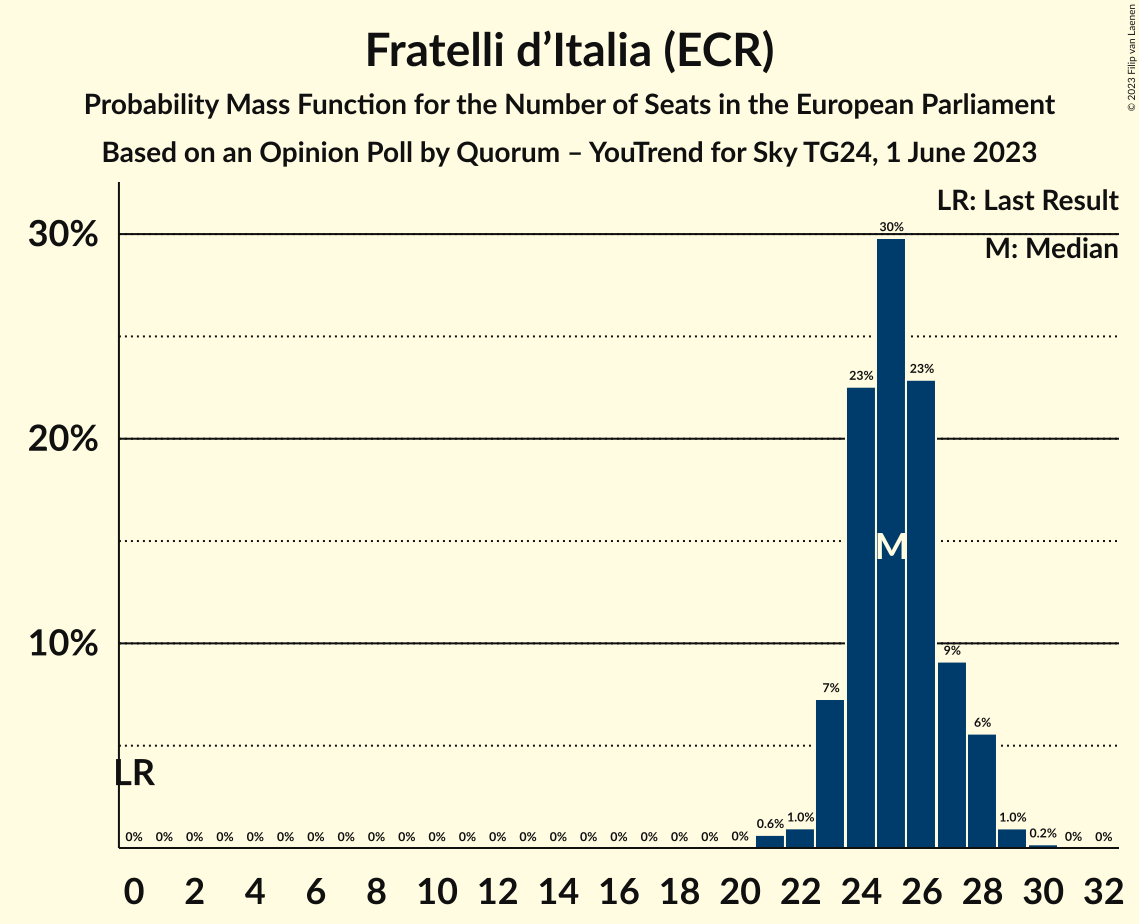 Fratelli d’Italia (ECR)
Probability Mass Function for the Number of Seats in the European Parliament
Based on an Opinion Poll by Quorum – YouTrend for Sky TG24, 1 June 2023
© 2023 Filip van Laenen
LR: Last Result
M: Median
30%
20%
10%
30%
23%
23%
M
9%
7%
6%
LR
0% 0% 0% 0% 0% 0% 0% 0% 0% 0% 0% 0% 0% 0% 0% 0% 0% 0% 0% 0% 0% 0.6% 1.0% 1.0% 0.2% 0% 0%
0 2 4 6 8 10 12 14 16 18 20 22 24 26 28 30 32